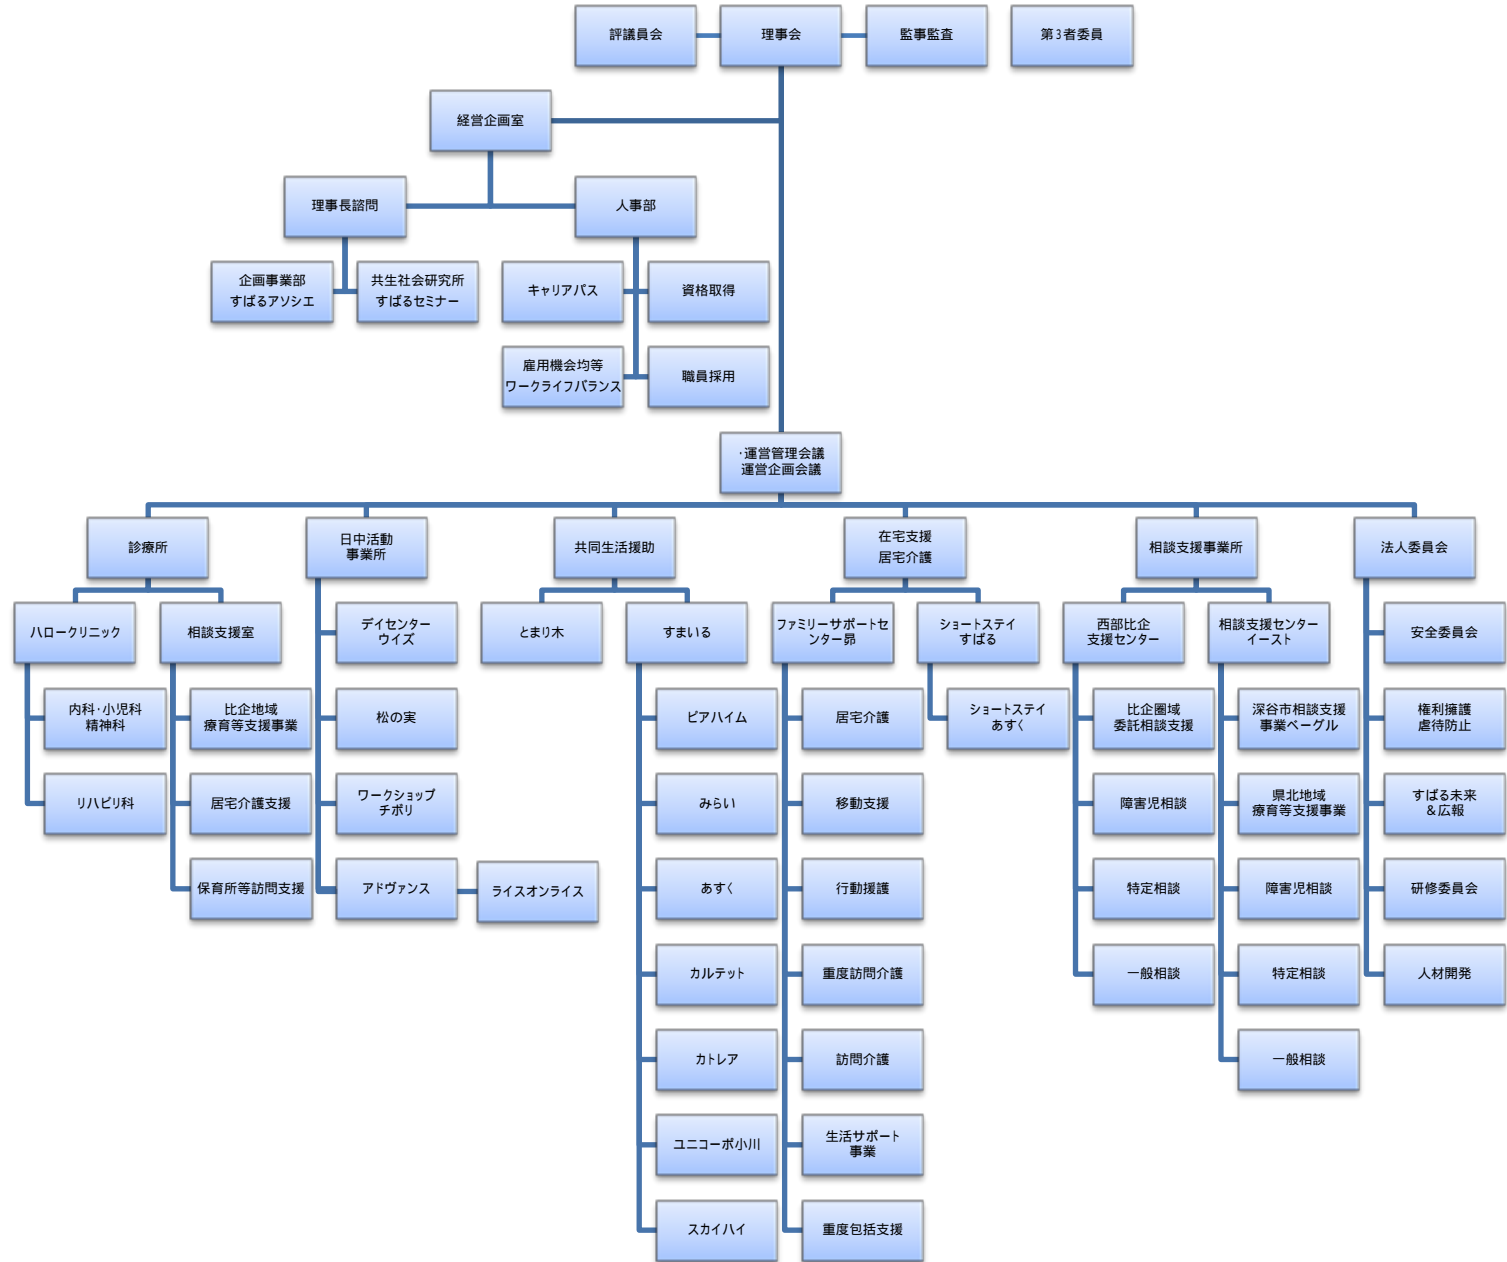 評議員会
理事会
監事監査
第3者委員
経営企画室
理事長諮問
人事部
企画事業部
すばるアソシエ
共生社会研究所
すばるセミナー
キャリアパス
資格取得
雇用機会均等
ワークライフバランス
職員採用
・運営管理会議
運営企画会議
診療所
日中活動
事業所
共同生活援助
在宅支援
居宅介護
相談支援事業所
法人委員会
ハロークリニック
相談支援室
デイセンター
ウイズ
とまり木
すまいる
ファミリーサポートセ
ンター昴
ショートステイ
すばる
西部比企
支援センター
相談支援センター
イースト
安全委員会
内科・小児科
精神科
比企地域
療育等支援事業
松の実
ピアハイム
居宅介護
ショートステイ
あすく
比企圏域
委託相談支援
深谷市相談支援
事業ベーグル
権利擁護
虐待防止
リハビリ科
居宅介護支援
ワークショップ
チボリ
みらい
移動支援
障害児相談
県北地域
療育等支援事業
すばる未来
＆広報
保育所等訪問支援
アドヴァンス
ライスオンライス
あすく
行動援護
特定相談
障害児相談
研修委員会
カルテット
重度訪問介護
一般相談
特定相談
人材開発
カトレア
訪問介護
一般相談
ユニコーポ小川
生活サポート
事業
スカイハイ
重度包括支援